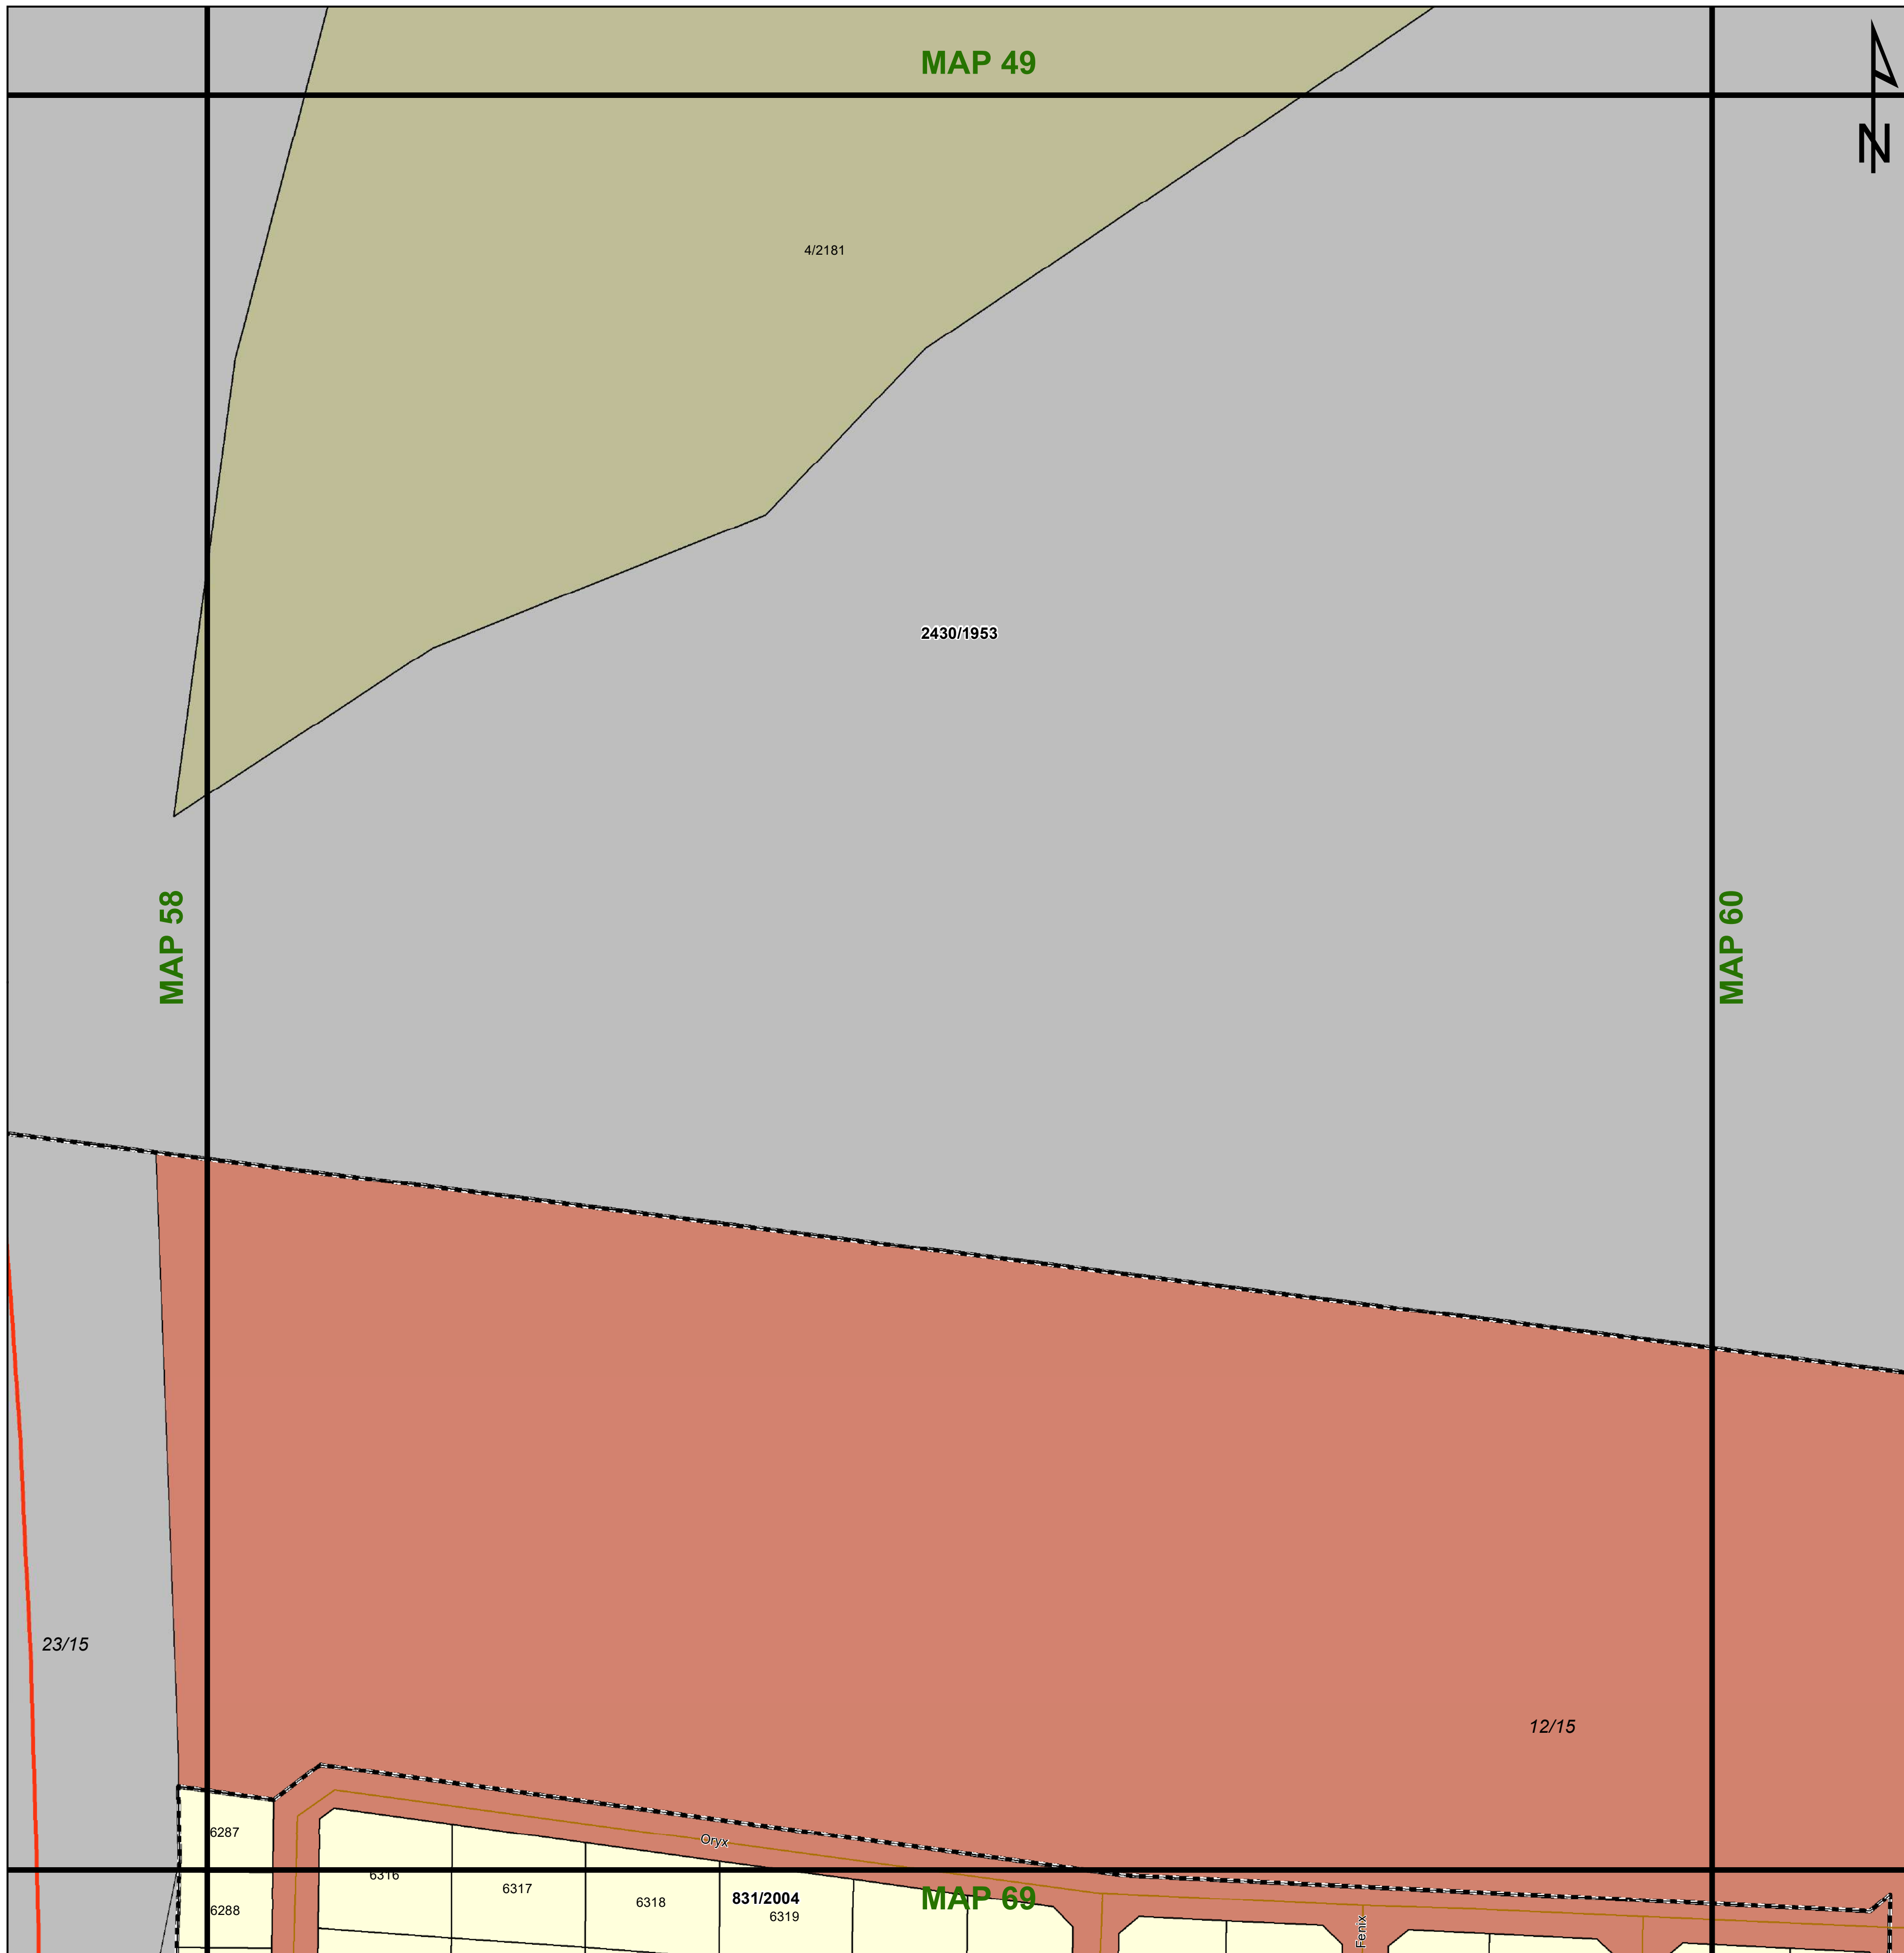 MAP 49
N
4/2181
2430/1953
MAP 58
MAP 60
23/15
12/15
6287
Oryx
6316
6317
6318
831/2004
6319
MAP 69
6288
Fenix